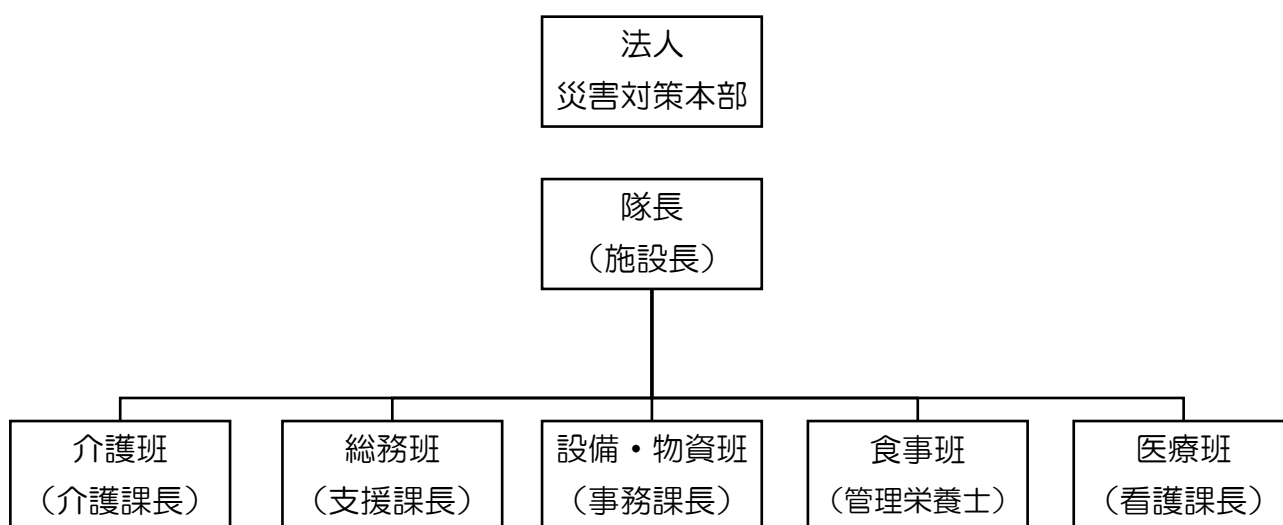 法人
災害対策本部
隊長
（施設長）
介護班
（介護課長）
総務班
（支援課長）
設備・物資班
（事務課長）
食事班
（管理栄養士）
医療班
（看護課長）